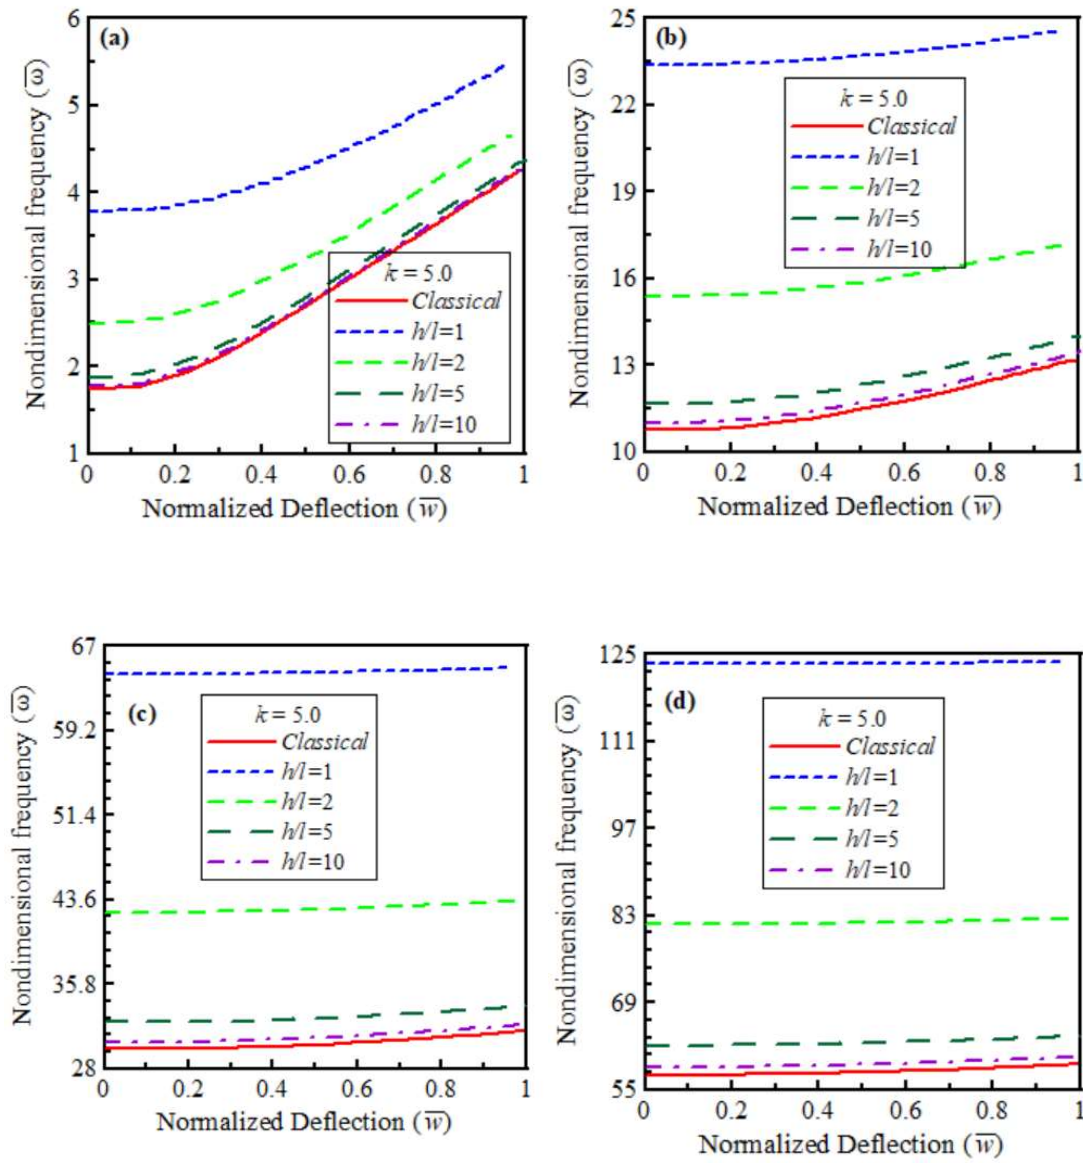 (a)
Nondimensional frequency (ω̅)
6
5
4
3
2
1
k = 5.0
Classical
h/l=1
h/l=2
h/l=5
h/l=10
0 0.2 0.4 0.6 0.8 1
Normalized Deflection (w̅)
(b)
Nondimensional frequency (ω̅)
25
22
19
16
13
10
k = 5.0
Classical
h/l=1
h/l=2
h/l=5
h/l=10
0 0.2 0.4 0.6 0.8 1
Normalized Deflection (w̅)
(c)
Nondimensional frequency (ω̅)
67
59.2
51.4
43.6
35.8
28
k = 5.0
Classical
h/l=1
h/l=2
h/l=5
h/l=10
0 0.2 0.4 0.6 0.8 1
Normalized Deflection (w̅)
(d)
Nondimensional frequency (ω̅)
125
111
97
83
69
55
k = 5.0
Classical
h/l=1
h/l=2
h/l=5
h/l=10
0 0.2 0.4 0.6 0.8 1
Normalized Deflection (w̅)